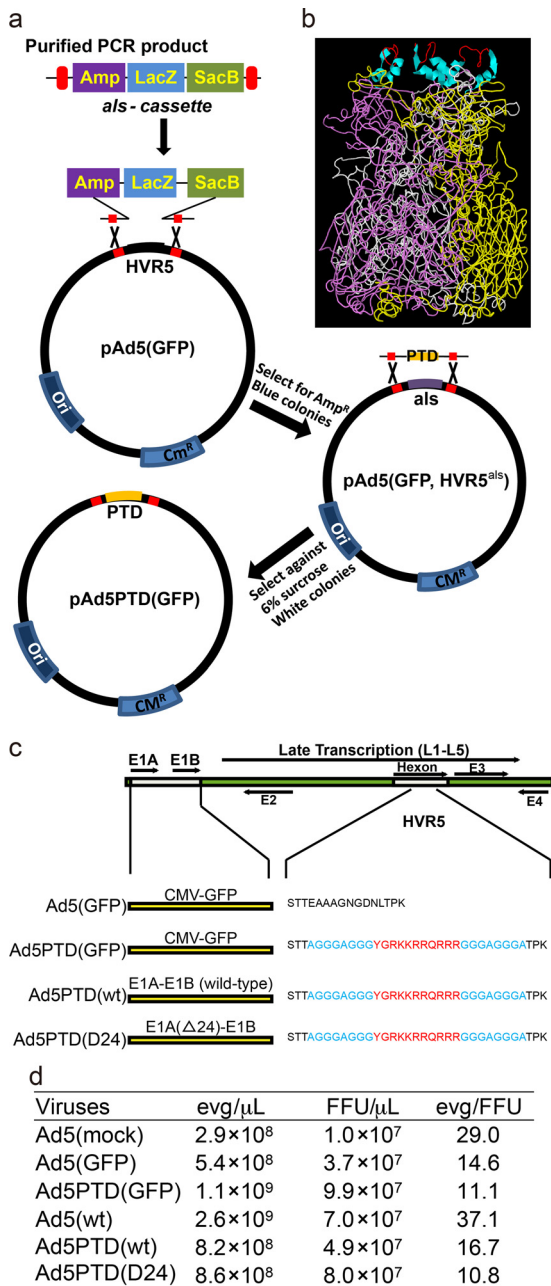 a
Purified PCR product
Amp LacZ SacB
als - cassette
Amp LacZ SacB
HVR5
pAd5(GFP)
Ori
Cmᴿ
Select for Ampᴿ
Blue colonies
PTD
als
pAd5(GFP, HVR5ᵃˡˢ)
Ori
CMᴿ
Select against
6% surcrose
White colonies
PTD
pAd5PTD(GFP)
Ori
CMᴿ
b
c
Late Transcription (L1-L5)
E1A E1B Hexon E3
E2 E4
HVR5
Ad5(GFP) CMV-GFP STTEAAAGNGDNLTPK
Ad5PTD(GFP) CMV-GFP STTAGGGAGGGYGRKKRRQRRRGGGAGGGATPK
Ad5PTD(wt) E1A-E1B (wild-type) STTAGGGAGGGYGRKKRRQRRRGGGAGGGATPK
Ad5PTD(D24) E1A(△24)-E1B STTAGGGAGGGYGRKKRRQRRRGGGAGGGATPK
d
Viruses evg/μL FFU/μL evg/FFU
Ad5(mock) 2.9×10⁸ 1.0×10⁷ 29.0
Ad5(GFP) 5.4×10⁸ 3.7×10⁷ 14.6
Ad5PTD(GFP) 1.1×10⁹ 9.9×10⁷ 11.1
Ad5(wt) 2.6×10⁹ 7.0×10⁷ 37.1
Ad5PTD(wt) 8.2×10⁸ 4.9×10⁷ 16.7
Ad5PTD(D24) 8.6×10⁸ 8.0×10⁷ 10.8